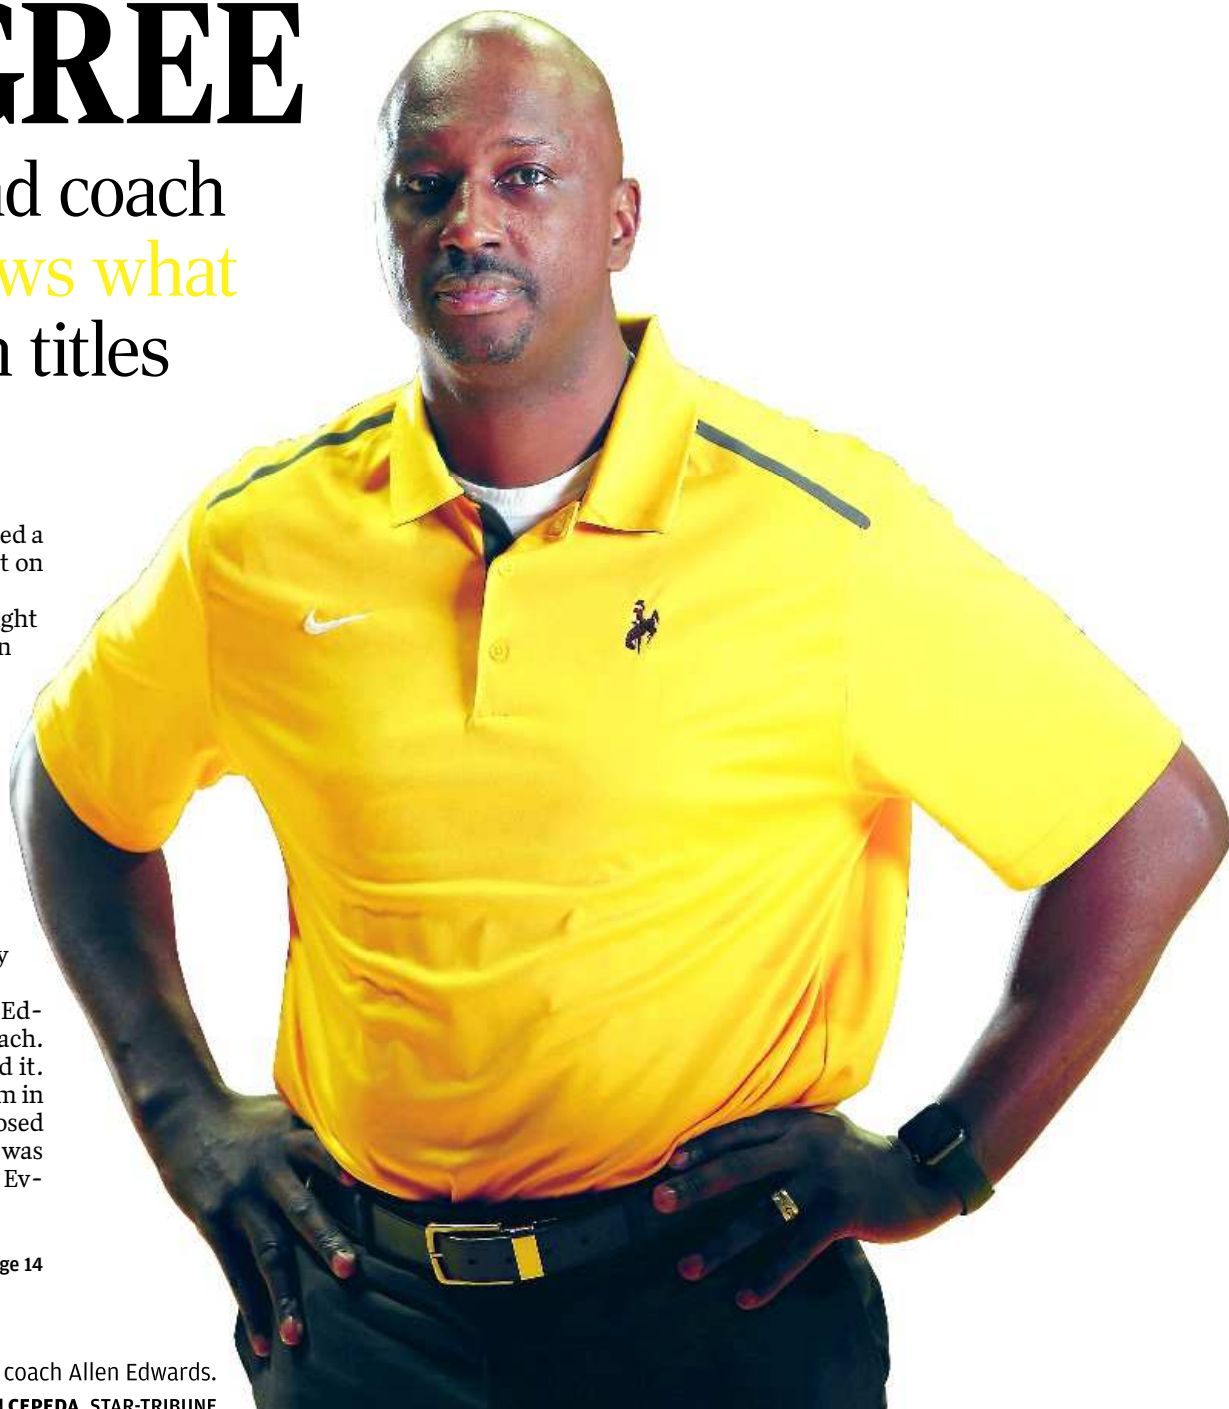 GREE
d coach
ws what
titles
ed a
t on
ght
n
y
Ed-
ach.
d it.
m in
osed
was
Ev-
ge 14
coach Allen Edwards.
CEPEDA, STAR-TRIBUNE